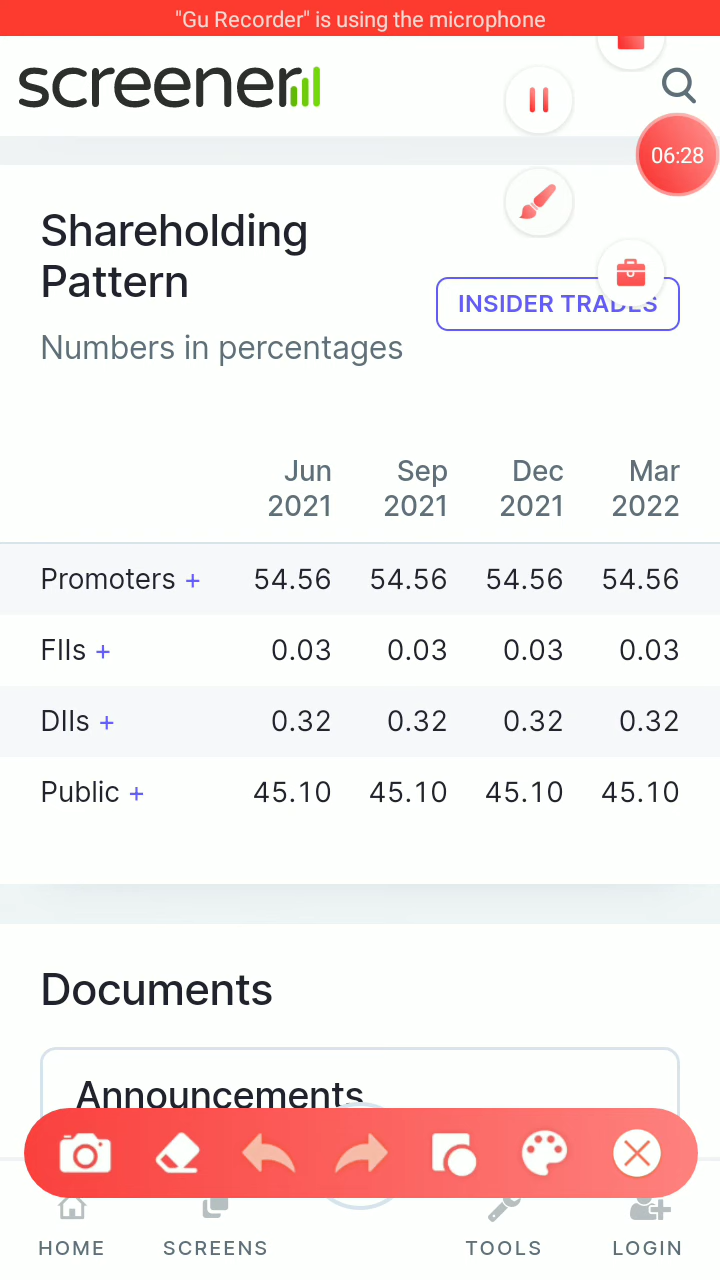 "Gu Recorder" is using the microphone
screener
06:28
Shareholding
Pattern
INSIDER TRADES
Numbers in percentages
Jun Sep Dec Mar
2021 2021 2021 2022
Promoters + 54.56 54.56 54.56 54.56
FIIs + 0.03 0.03 0.03 0.03
DIIs + 0.32 0.32 0.32 0.32
Public + 45.10 45.10 45.10 45.10
Documents
Announcements
HOME SCREENS TOOLS LOGIN